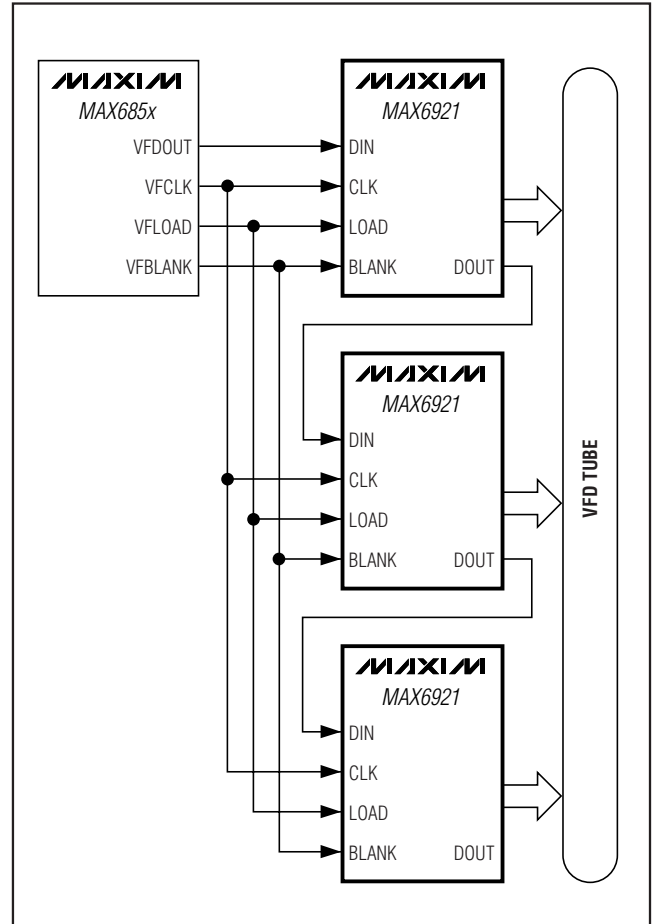 MAXIM
MAX685x
VFDOUT
VFCLK
VFLOAD
VFBLANK
MAXIM
MAX6921
DIN
CLK
LOAD
BLANK DOUT
MAXIM
MAX6921
DIN
CLK
LOAD
BLANK DOUT
MAXIM
MAX6921
DIN
CLK
LOAD
BLANK DOUT
VFD TUBE